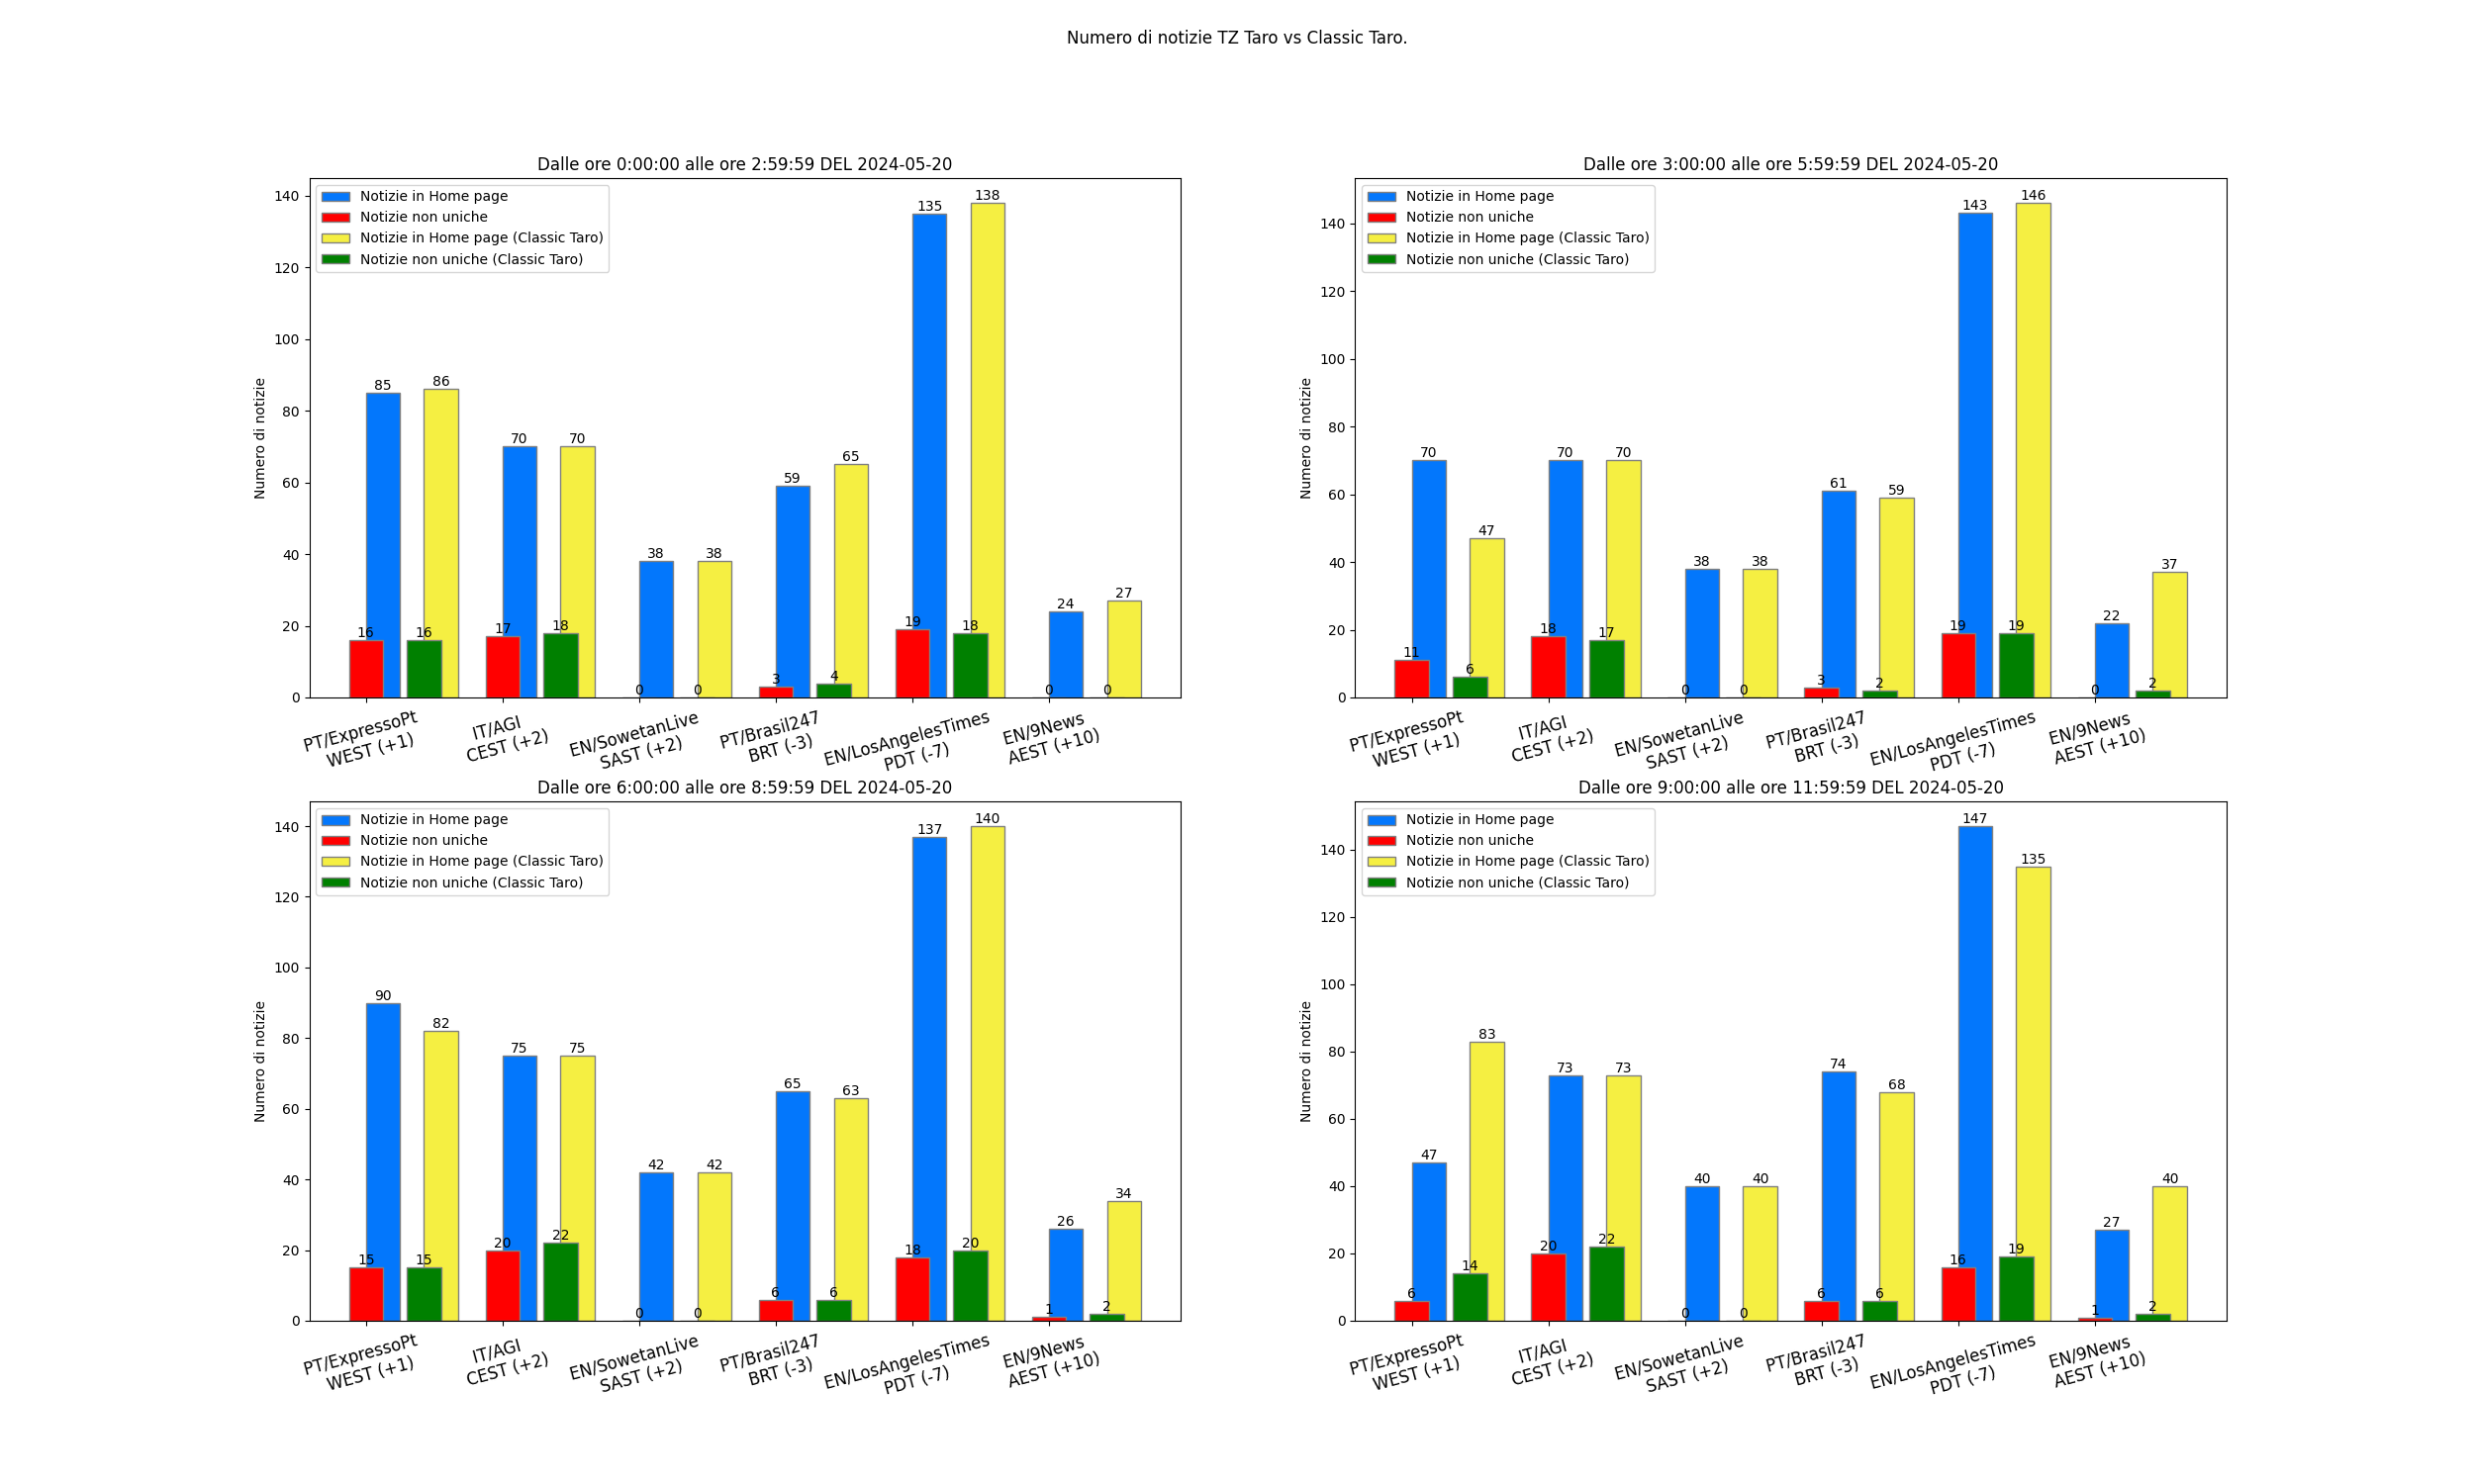 Numero di notizie TZ Taro vs Classic Taro.
Dalle ore 0:00:00 alle ore 2:59:59 DEL 2024-05-20
Numero di notizie
140
120
100
80
60
40
20
0
Notizie in Home page
Notizie non uniche
Notizie in Home page (Classic Taro)
Notizie non uniche (Classic Taro)
16 85 16 86
17 70 18 70
0 38 0 38
3 59 4 65
19 135 18 138
0 24 0 27
PT/ExpressoPt
WEST (+1)
IT/AGI
CEST (+2)
EN/SowetanLive
SAST (+2)
PT/Brasil247
BRT (-3)
EN/LosAngelesTimes
PDT (-7)
EN/9News
AEST (+10)
Dalle ore 3:00:00 alle ore 5:59:59 DEL 2024-05-20
Numero di notizie
140
120
100
80
60
40
20
0
Notizie in Home page
Notizie non uniche
Notizie in Home page (Classic Taro)
Notizie non uniche (Classic Taro)
11 70 6 47
18 70 17 70
0 38 0 38
3 61 2 59
19 143 19 146
0 22 2 37
PT/ExpressoPt
WEST (+1)
IT/AGI
CEST (+2)
EN/SowetanLive
SAST (+2)
PT/Brasil247
BRT (-3)
EN/LosAngelesTimes
PDT (-7)
EN/9News
AEST (+10)
Dalle ore 6:00:00 alle ore 8:59:59 DEL 2024-05-20
Numero di notizie
140
120
100
80
60
40
20
0
Notizie in Home page
Notizie non uniche
Notizie in Home page (Classic Taro)
Notizie non uniche (Classic Taro)
15 90 15 82
20 75 22 75
0 42 0 42
6 65 6 63
18 137 20 140
1 26 2 34
PT/ExpressoPt
WEST (+1)
IT/AGI
CEST (+2)
EN/SowetanLive
SAST (+2)
PT/Brasil247
BRT (-3)
EN/LosAngelesTimes
PDT (-7)
EN/9News
AEST (+10)
Dalle ore 9:00:00 alle ore 11:59:59 DEL 2024-05-20
Numero di notizie
140
120
100
80
60
40
20
0
Notizie in Home page
Notizie non uniche
Notizie in Home page (Classic Taro)
Notizie non uniche (Classic Taro)
6 47 14 83
20 73 22 73
0 40 0 40
6 74 6 68
16 147 19 135
1 27 2 40
PT/ExpressoPt
WEST (+1)
IT/AGI
CEST (+2)
EN/SowetanLive
SAST (+2)
PT/Brasil247
BRT (-3)
EN/LosAngelesTimes
PDT (-7)
EN/9News
AEST (+10)